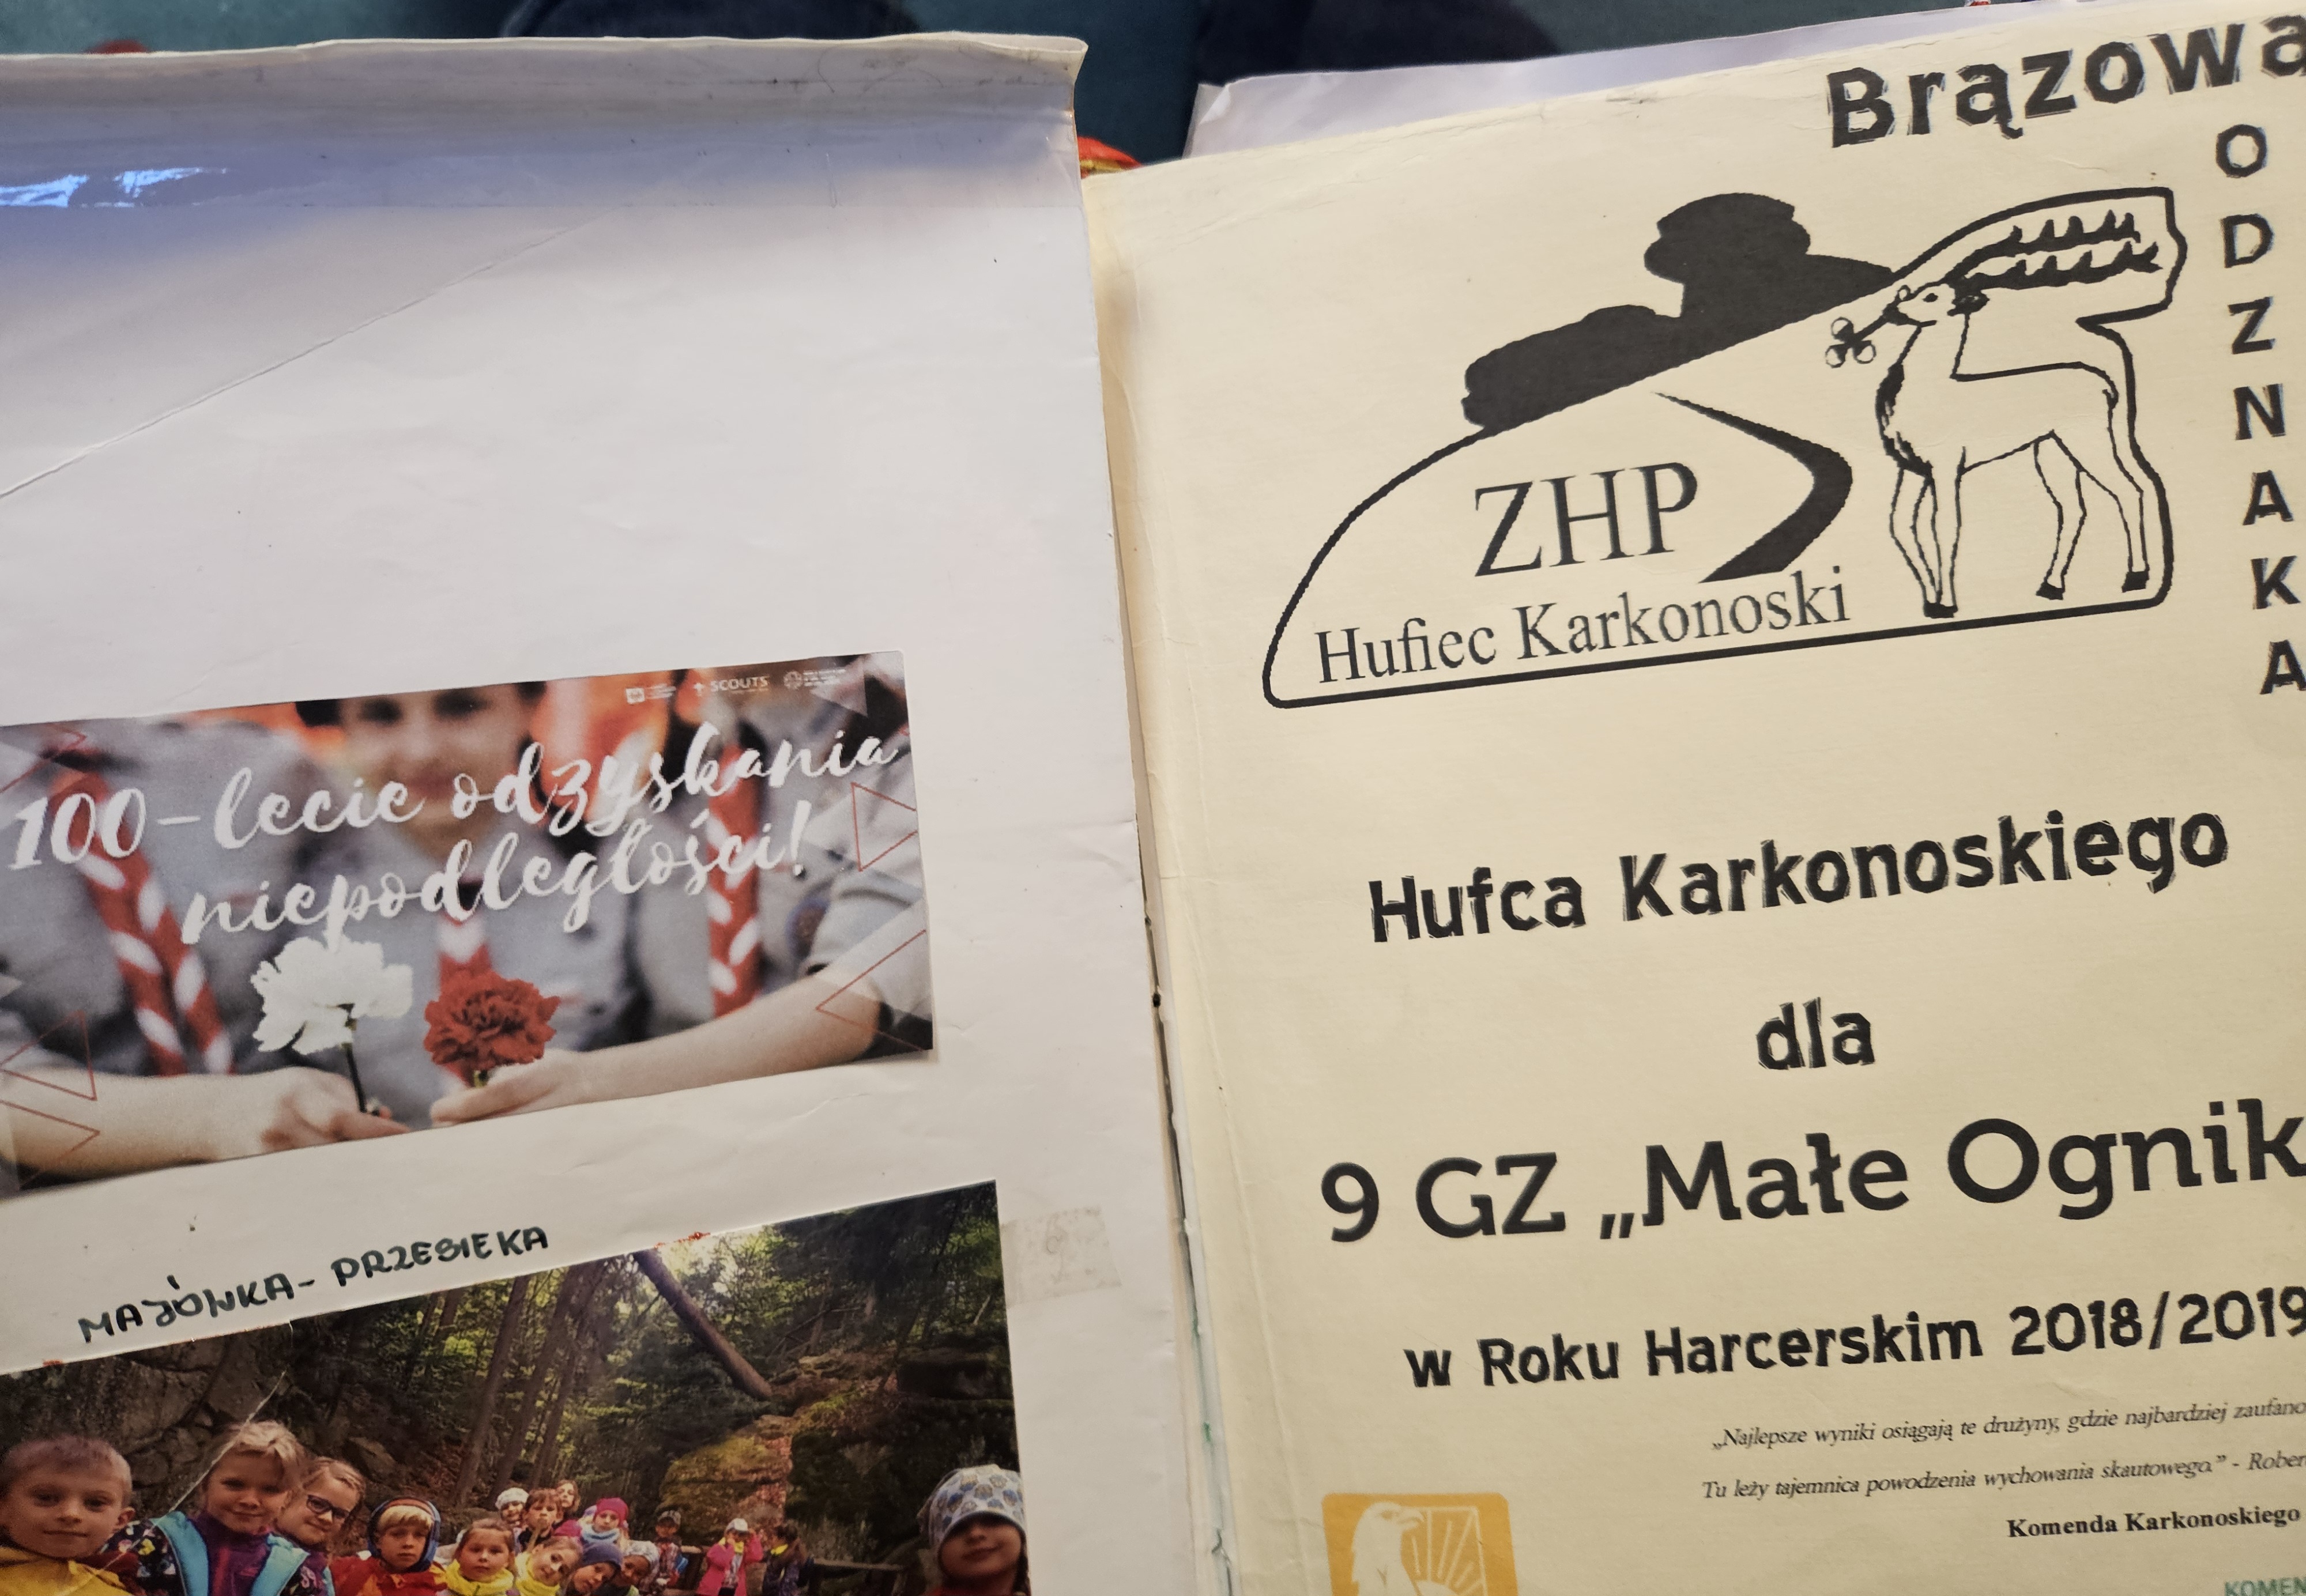 SCOUTS
100-lecie odzyskania
niepodległości!
MAJÓWKA - PRZESIEKA
Brązowa
ODZNAKA
ZHP
Hufiec Karkonoski
Hufca Karkonoskiego
dla
9 GZ „Małe Ognik
w Roku Harcerskim 2018/2019
„Najlepsze wyniki osiągają te drużyny, gdzie najbardziej zaufano
Tu leży tajemnica powodzenia wychowania skautowego.” - Rober
Komenda Karkonoskiego
KOMEN